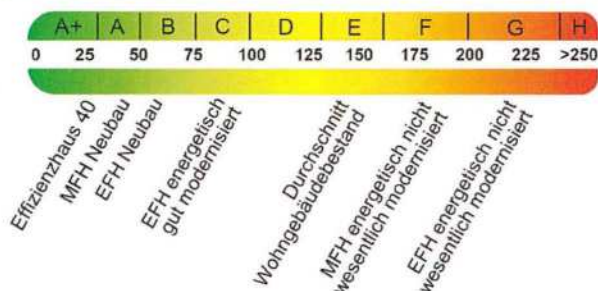 A+ A B C D E F G H
0 25 50 75 100 125 150 175 200 225 >250
Effizienzhaus 40
MFH Neubau
EFH Neubau
EFH energetisch
gut modernisiert
Durchschnitt
Wohngebäudebestand
MFH energetisch nicht
wesentlich modernisiert
EFH energetisch nicht
wesentlich modernisiert